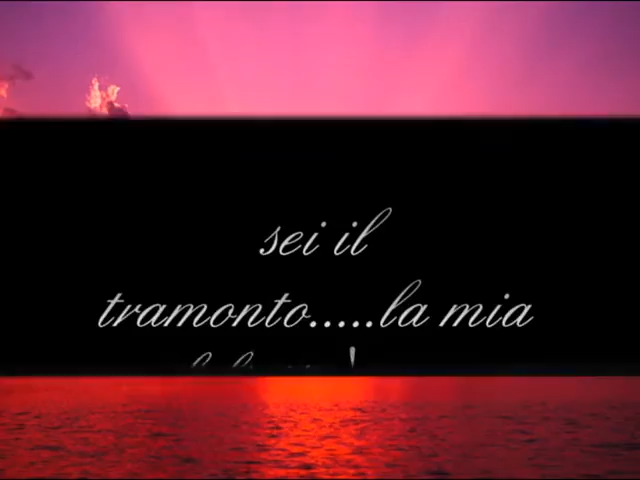 sei il
tramonto.....la mia